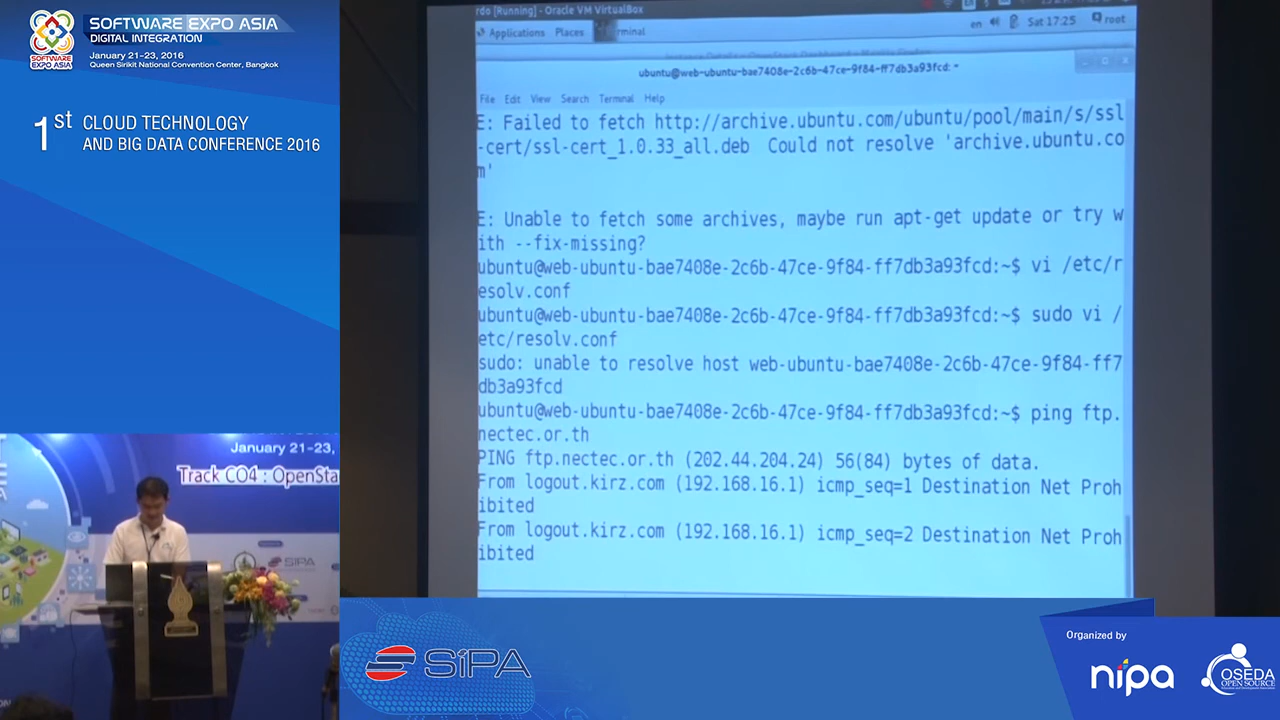 SOFTWARE EXPO ASIA
DIGITAL INTEGRATION
January 21-23, 2016
Queen Sirikit National Convention Center, Bangkok
SOFTWARE
EXPO ASIA
1st CLOUD TECHNOLOGY
AND BIG DATA CONFERENCE 2016
rdo [Running] - Oracle VM VirtualBox
Applications Places rminal en Sat 17:25 root
ubuntu@web-ubuntu-bae7408e-2c6b-47ce-9f84-ff7db3a93fcd: ~
File Edit View Search Terminal Help
E: Failed to fetch http://archive.ubuntu.com/ubuntu/pool/main/s/ssl
-cert/ssl-cert_1.0.33_all.deb Could not resolve 'archive.ubuntu.co
m'
E: Unable to fetch some archives, maybe run apt-get update or try w
ith --fix-missing?
ubuntu@web-ubuntu-bae7408e-2c6b-47ce-9f84-ff7db3a93fcd:~$ vi /etc/r
esolv.conf
ubuntu@web-ubuntu-bae7408e-2c6b-47ce-9f84-ff7db3a93fcd:~$ sudo vi /
etc/resolv.conf
sudo: unable to resolve host web-ubuntu-bae7408e-2c6b-47ce-9f84-ff7
db3a93fcd
ubuntu@web-ubuntu-bae7408e-2c6b-47ce-9f84-ff7db3a93fcd:~$ ping ftp.
nectec.or.th
PING ftp.nectec.or.th (202.44.204.24) 56(84) bytes of data.
From logout.kirz.com (192.168.16.1) icmp_seq=1 Destination Net Proh
ibited
From logout.kirz.com (192.168.16.1) icmp_seq=2 Destination Net Proh
ibited
January 21-23,
Track CO4 : OpenSta
SIPA
SIPA
Organized by
nipa
OSEDA
OPEN SOURCE